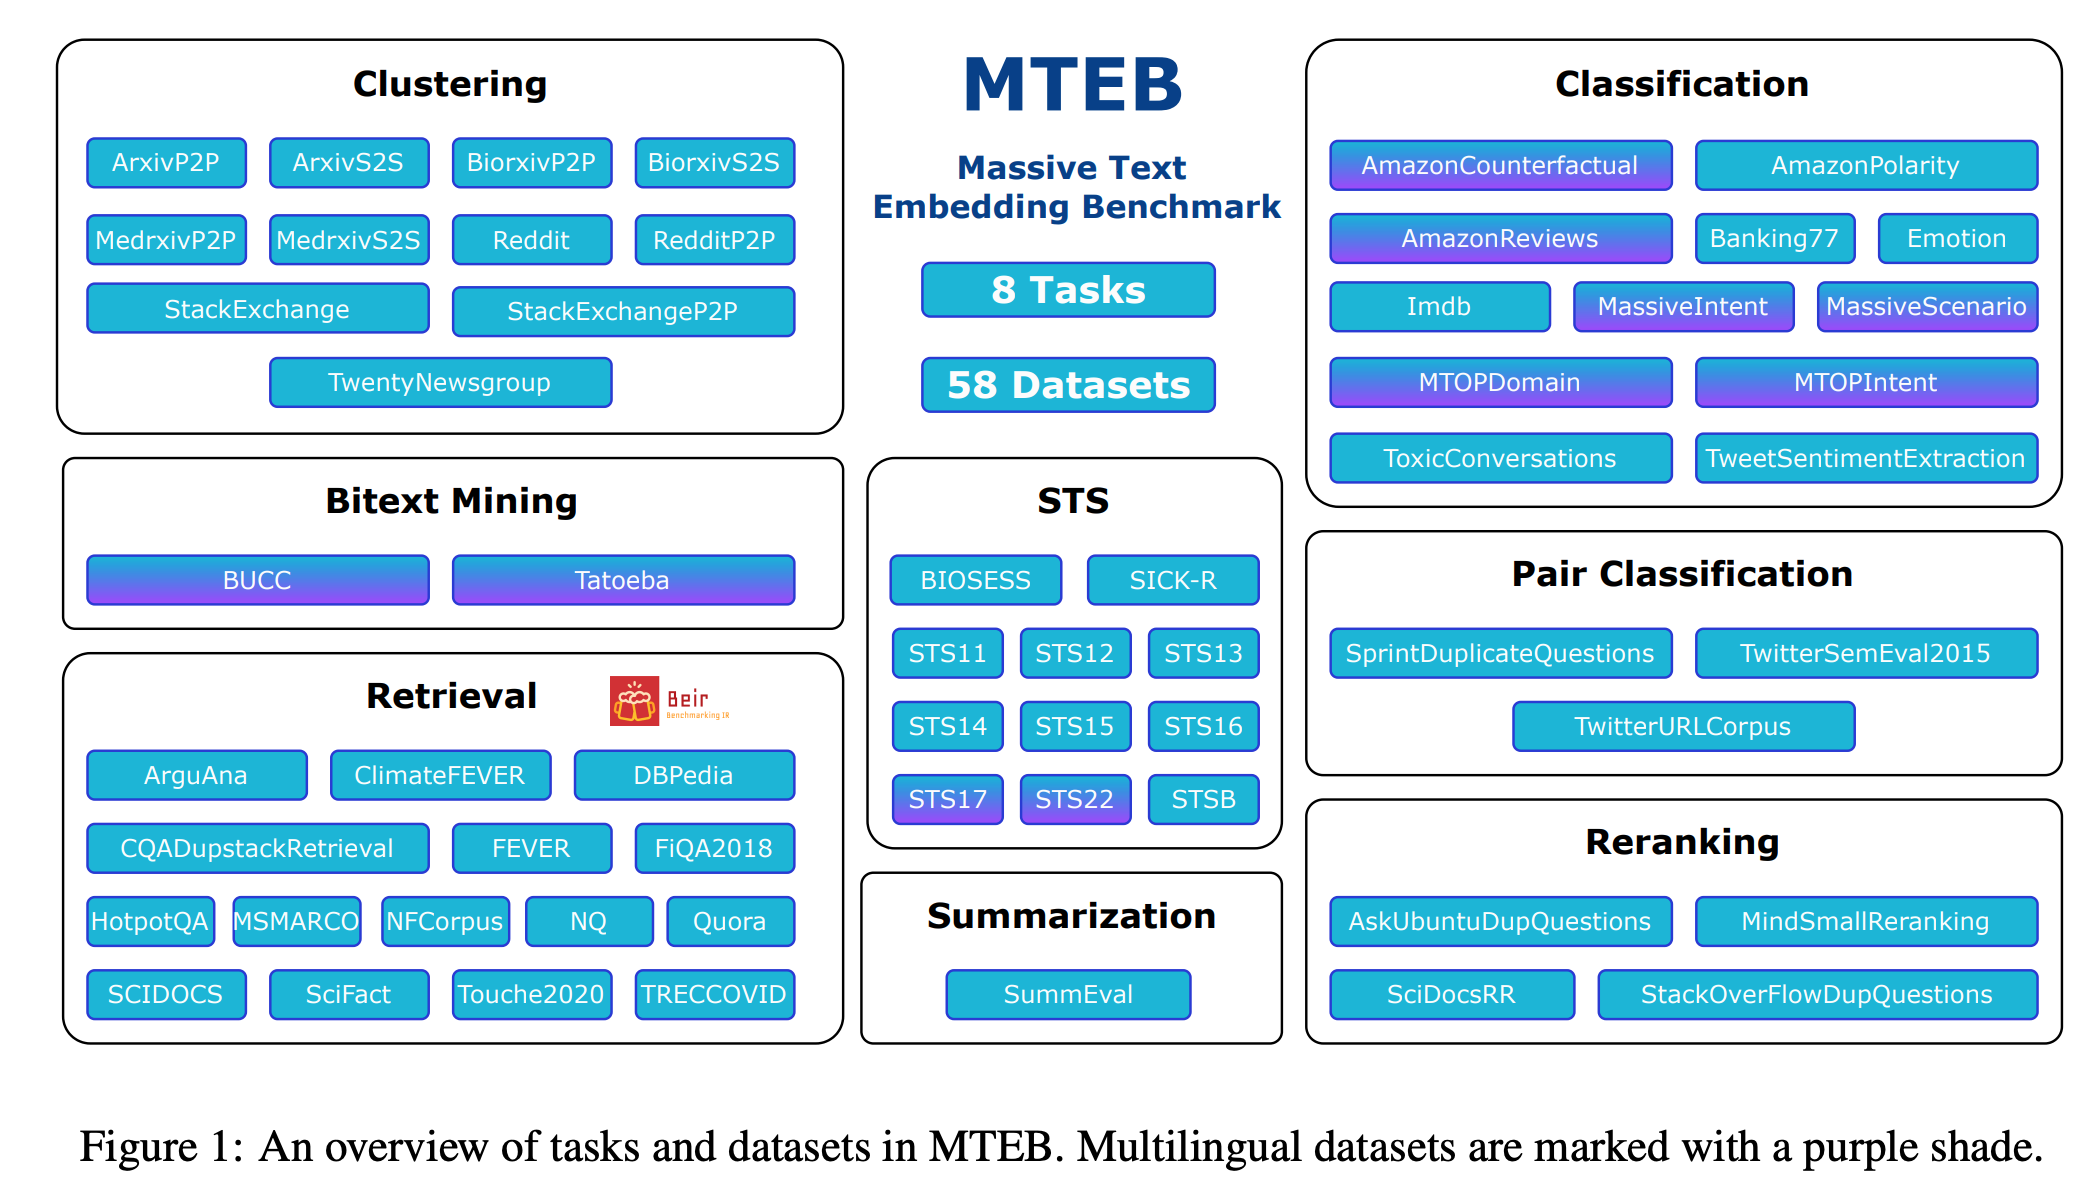 Clustering
ArxivP2P ArxivS2S BiorxivP2P BiorxivS2S
MedrxivP2P MedrxivS2S Reddit RedditP2P
StackExchange StackExchangeP2P
TwentyNewsgroup
MTEB
Massive Text
Embedding Benchmark
8 Tasks
58 Datasets
Classification
AmazonCounterfactual AmazonPolarity
AmazonReviews Banking77 Emotion
Imdb MassiveIntent MassiveScenario
MTOPDomain MTOPIntent
ToxicConversations TweetSentimentExtraction
Bitext Mining
BUCC Tatoeba
STS
BIOSESS SICK-R
STS11 STS12 STS13
STS14 STS15 STS16
STS17 STS22 STSB
Pair Classification
SprintDuplicateQuestions TwitterSemEval2015
TwitterURLCorpus
Retrieval
Beir
Benchmarking IR
ArguAna ClimateFEVER DBPedia
CQADupstackRetrieval FEVER FiQA2018
HotpotQA MSMARCO NFCorpus NQ Quora
SCIDOCS SciFact Touche2020 TRECCOVID
Summarization
SummEval
Reranking
AskUbuntuDupQuestions MindSmallReranking
SciDocsRR StackOverFlowDupQuestions
Figure 1: An overview of tasks and datasets in MTEB. Multilingual datasets are marked with a purple shade.